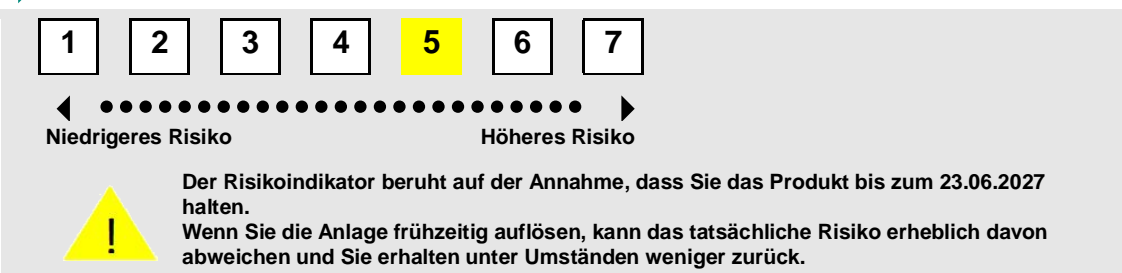 1 2 3 4 5 6 7
Niedrigeres Risiko Höheres Risiko
Der Risikoindikator beruht auf der Annahme, dass Sie das Produkt bis zum 23.06.2027
halten.
Wenn Sie die Anlage frühzeitig auflösen, kann das tatsächliche Risiko erheblich davon
! abweichen und Sie erhalten unter Umständen weniger zurück.